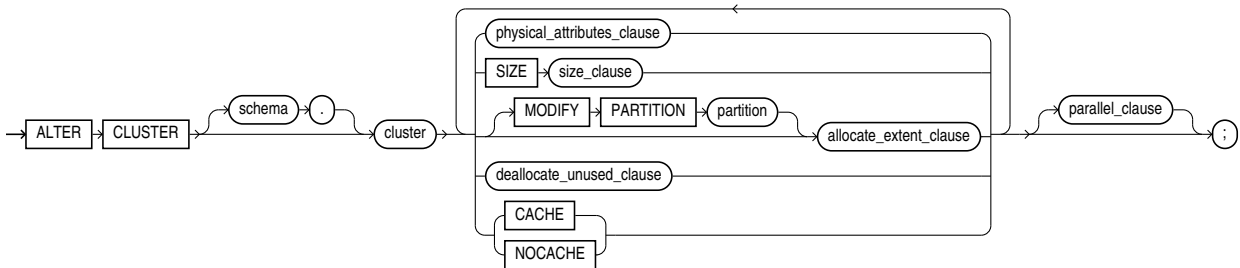 physical_attributes_clause
SIZE size_clause
schema . MODIFY PARTITION partition parallel_clause
ALTER CLUSTER cluster allocate_extent_clause ;
deallocate_unused_clause
CACHE
NOCACHE